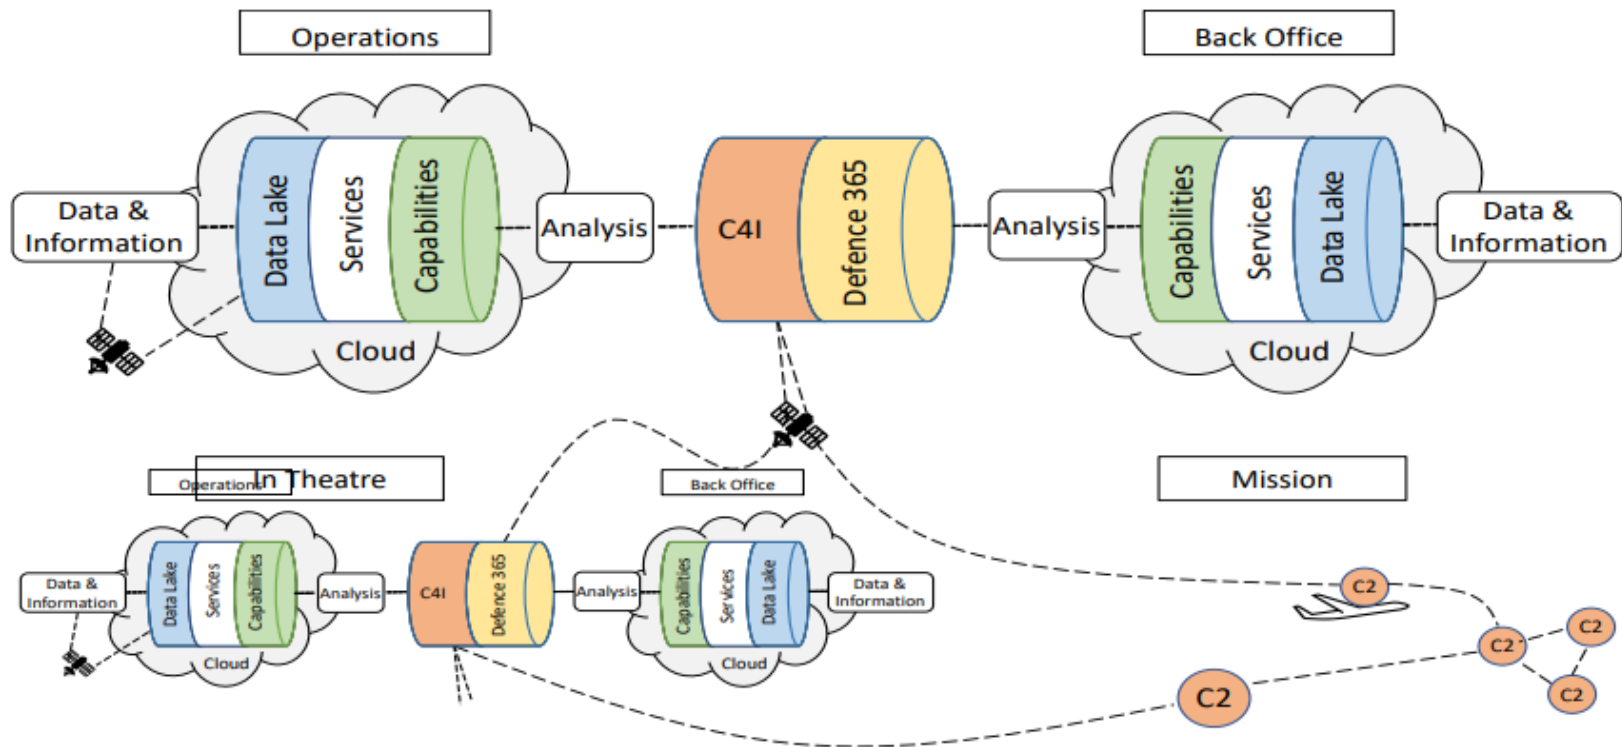 Operations
Back Office
Data &
Information
Data Lake
Services
Capabilities
Analysis
C4I
Defence 365
Analysis
Capabilities
Services
Data Lake
Data &
Information
Cloud
Cloud
In Theatre
Operations
Back Office
Mission
Data &
Information
Data Lake
Services
Capabilities
Analysis
C4I
Defence 365
Analysis
Capabilities
Services
Data Lake
Data &
Information
Cloud
Cloud
C2
C2
C2
C2
C2